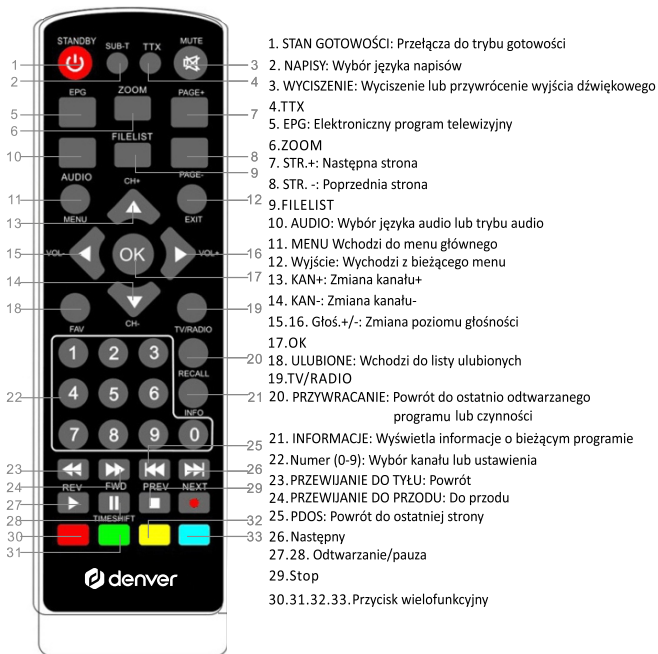 STANDBY SUB-T TTX MUTE
1 2 3 4
EPG ZOOM PAGE+
5 6 7
FILELIST
10 8 9
AUDIO CH+ PAGE-
11 12
13
MENU EXIT
VOL- OK VOL+
15 16
14 17
18 19
FAV CH- TV/RADIO
1 2 3
20
RECALL
4 5 6
22 21
INFO
7 8 9 0
25
23 26
24 29
REV FWD PREV NEXT
27
28 TIMESHIFT 32
30 33
31
denver
1. STAN GOTOWOŚCI: Przełącza do trybu gotowości
2. NAPISY: Wybór języka napisów
3. WYCISZENIE: Wyciszenie lub przywrócenie wyjścia dźwiękowego
4.TTX
5. EPG: Elektroniczny program telewizyjny
6.ZOOM
7. STR.+: Następna strona
8. STR. -: Poprzednia strona
9.FILELIST
10. AUDIO: Wybór języka audio lub trybu audio
11. MENU Wchodzi do menu głównego
12. Wyjście: Wychodzi z bieżącego menu
13. KAN+: Zmiana kanału+
14. KAN-: Zmiana kanału-
15.16. Głoś.+/-: Zmiana poziomu głośności
17.OK
18. ULUBIONE: Wchodzi do listy ulubionych
19.TV/RADIO
20. PRZYWRACANIE: Powrót do ostatnio odtwarzanego
programu lub czynności
21. INFORMACJE: Wyświetla informacje o bieżącym programie
22.Numer (0-9): Wybór kanału lub ustawienia
23.PRZEWIJANIE DO TYŁU: Powrót
24.PRZEWIJANIE DO PRZODU: Do przodu
25.PDOS: Powrót do ostatniej strony
26.Następny
27.28. Odtwarzanie/pauza
29.Stop
30.31.32.33.Przycisk wielofunkcyjny